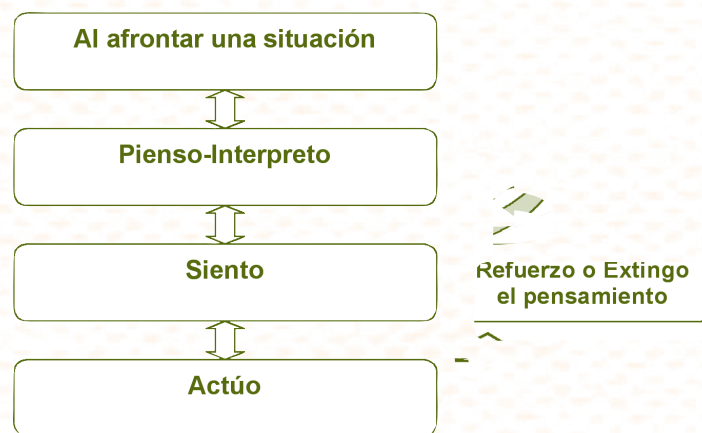 Al afrontar una situación
Pienso-Interpreto
Siento
Refuerzo o Extingo
el pensamiento
Actúo